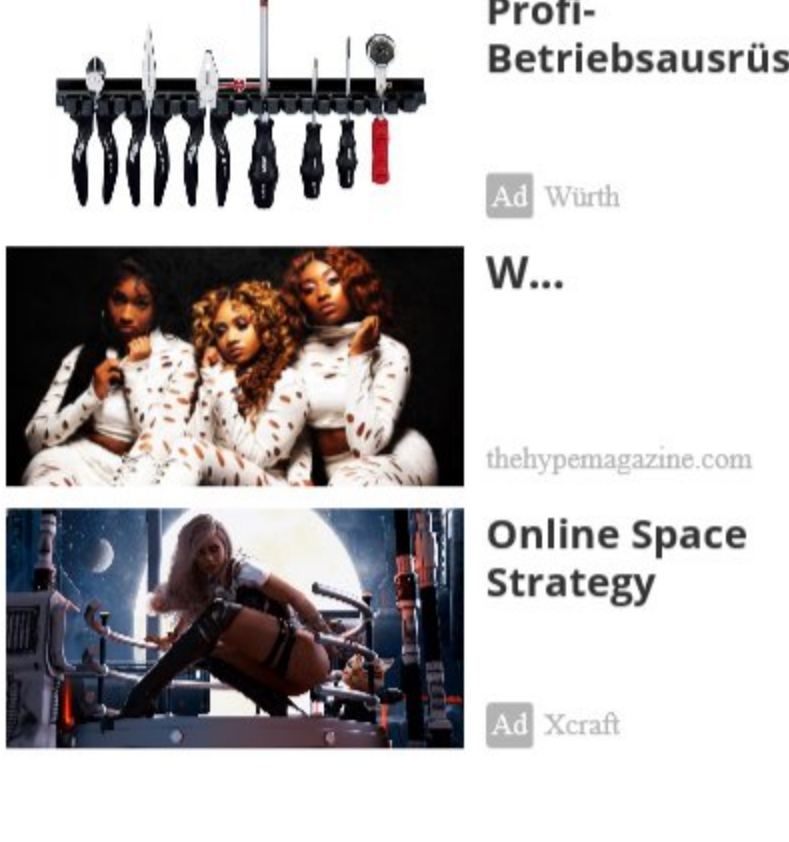 Profi-
Betriebsausrüs
Ad Würth
W...
thehypemagazine.com
Online Space
Strategy
Ad Xcraft